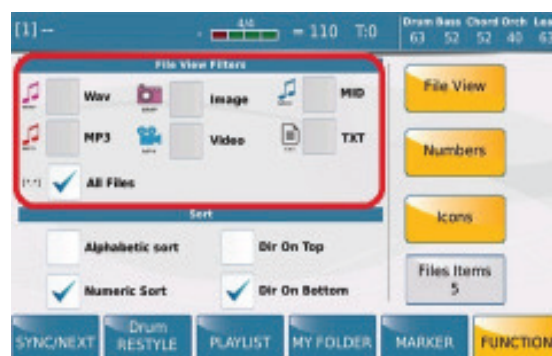 [1] --
4/4
= 110 T:0
Drum Bass Chord Orch
63 52 52 40 63
File View Filters
Wav Image MID
MP3 Video TXT
[*.*] All Files
Sort
Alphabetic sort Dir On Top
Numeric Sort Dir On Bottom
File View
Numbers
Icons
Files Items
5
SYNC/NEXT
Drum
RESTYLE
PLAYLIST
MY FOLDER
MARKER
FUNCTION